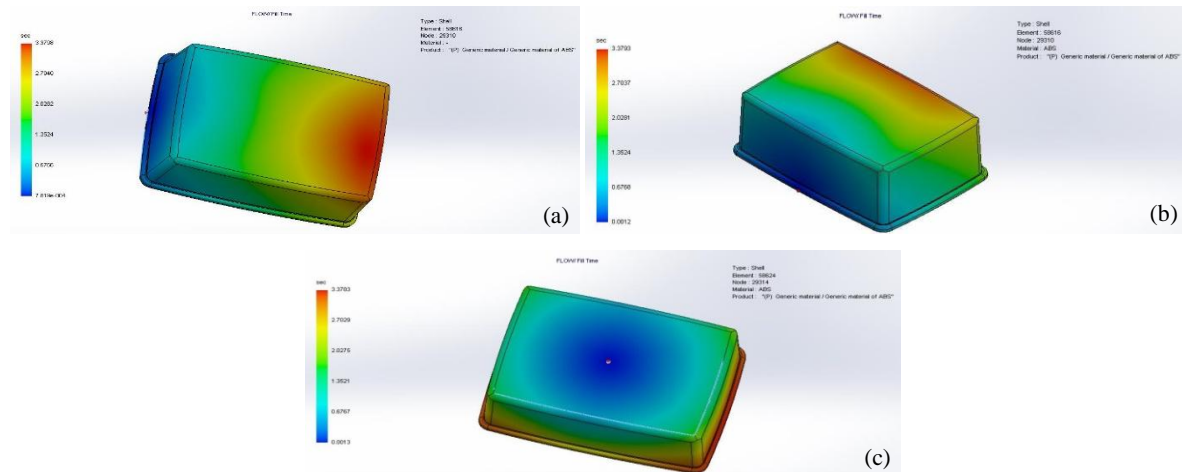 FLOW/Fill Time
Type : Shell
Element : 58616
Node : 29310
Material : -
Product : "(P) Generic material / Generic material of ABS"
sec
3.3798
2.7040
2.0282
1.3524
0.6766
(a)
FLOW/Fill Time
Type : Shell
Element : 58616
Node : 29310
Material : ABS
Product : "(P) Generic material / Generic material of ABS"
sec
3.3793
2.7037
2.0281
1.3524
0.6768
0.0012
(b)
FLOW/Fill Time
Type : Shell
Element : 58624
Node : 29314
Material : ABS
Product : "(P) Generic material / Generic material of ABS"
sec
3.3783
2.7029
2.0275
1.3521
0.6767
0.0013
(c)